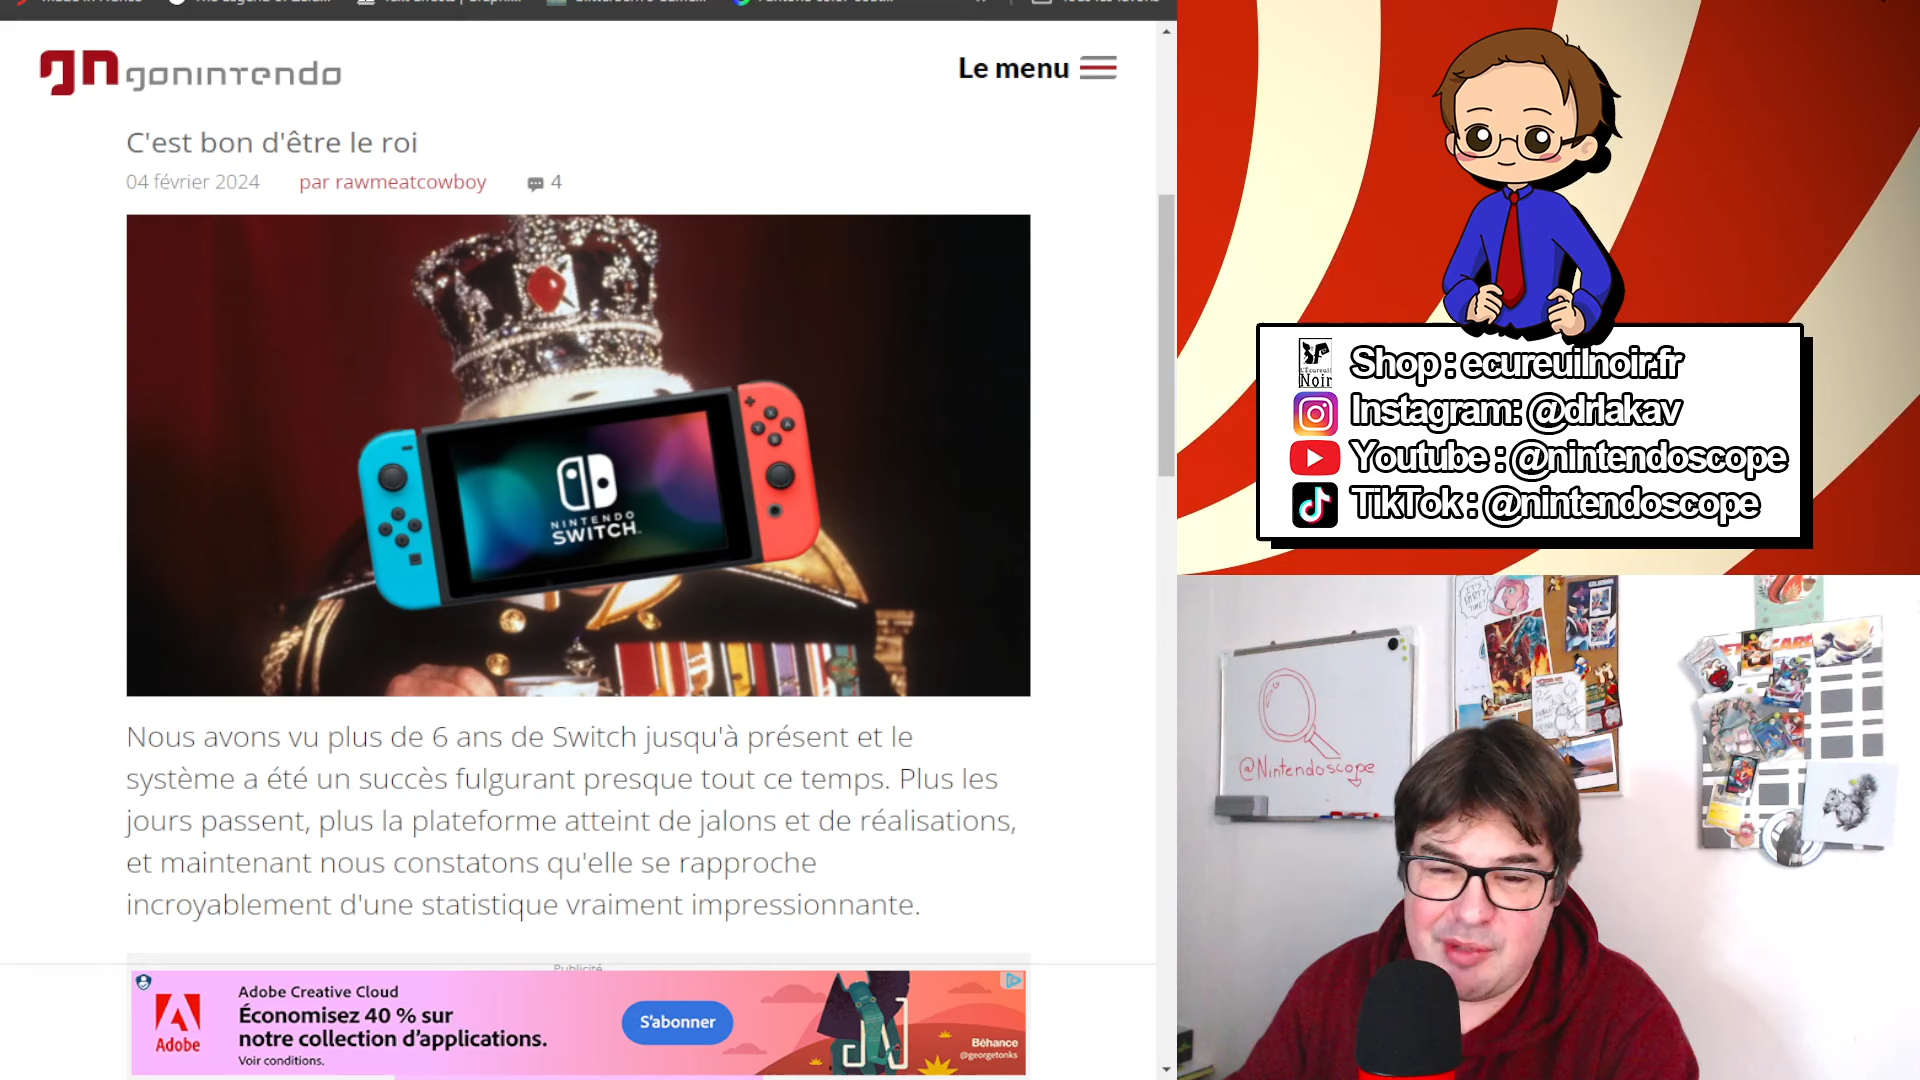 gn gonintendo
Le menu
C'est bon d'être le roi
04 février 2024 par rawmeatcowboy 4
NINTENDO
SWITCH
Nous avons vu plus de 6 ans de Switch jusqu'à présent et le
système a été un succès fulgurant presque tout ce temps. Plus les
jours passent, plus la plateforme atteint de jalons et de réalisations,
et maintenant nous constatons qu'elle se rapproche
incroyablement d'une statistique vraiment impressionnante.
Publicité
Adobe
Adobe Creative Cloud
Économisez 40 % sur
notre collection d'applications.
Voir conditions.
S'abonner
Bēhance
@georgetonks
L'Écureuil
Noir
Shop : ecureuilnoir.fr
Instagram: @drlakav
Youtube : @nintendoscope
TikTok : @nintendoscope
@Nintendoscope